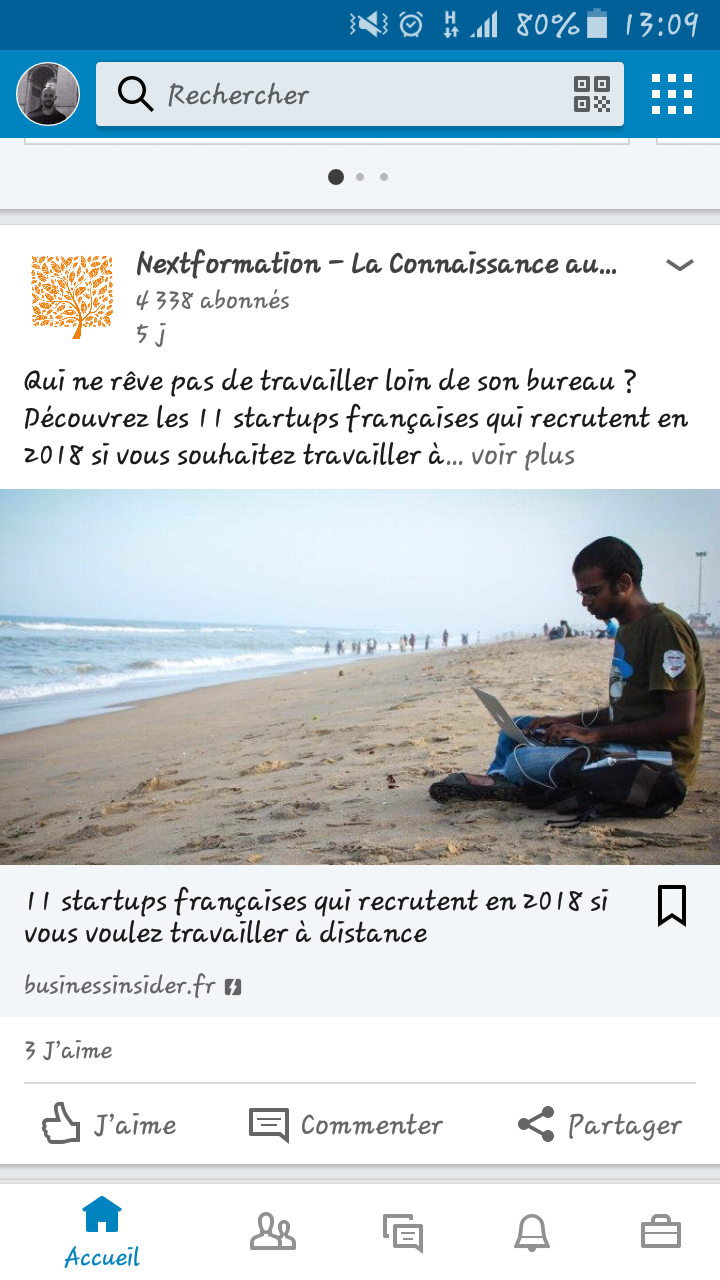 H 80% 13:09
Rechercher
Nextformation - La Connaissance au...
4 338 abonnés
5 j
Qui ne rêve pas de travailler loin de son bureau ?
Découvrez les 11 startups françaises qui recrutent en
2018 si vous souhaitez travailler à... voir plus
11 startups françaises qui recrutent en 2018 si
vous voulez travailler à distance
businessinsider.fr
3 J'aime
J'aime Commenter Partager
Accueil